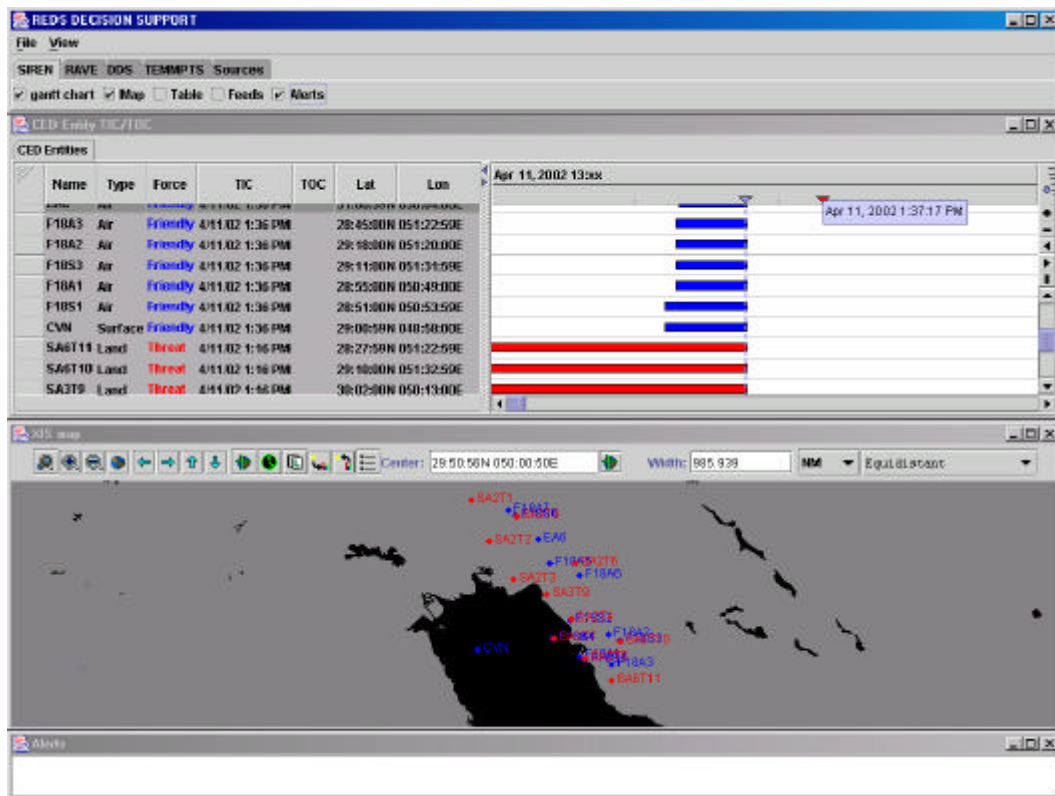 REDS DECISION SUPPORT
File View
SIREN RAVE DDS TEMMPTS Sources
gantt chart Map Table Feeds Alerts
CED Entity TIC/TOC
CED Entities
Name Type Force TIC TOC Lat Lon
Apr 11, 2002 13:xx
Apr 11, 2002 1:37:17 PM
F18A3 Air Friendly 4/11/02 1:36 PM 28:45:00N 051:22:59E
F18A2 Air Friendly 4/11/02 1:36 PM 29:18:00N 051:20:00E
F18S3 Air Friendly 4/11/02 1:36 PM 29:11:00N 051:31:59E
F18A1 Air Friendly 4/11/02 1:36 PM 28:55:00N 050:49:00E
F18S1 Air Friendly 4/11/02 1:36 PM 28:51:00N 050:53:59E
CVN Surface Friendly 4/11/02 1:36 PM 29:00:59N 048:58:00E
SA6T11 Land Threat 4/11/02 1:16 PM 28:27:59N 051:22:59E
SA6T10 Land Threat 4/11/02 1:16 PM 29:10:00N 051:32:59E
SA3T9 Land Threat 4/11/02 1:16 PM 30:02:00N 050:13:00E
XIS map
Center: 29:50:56N 050:00:50E Width: 985.939 NM Equidistant
SA2T1
F18A7
SA2T2 EA6
SA2T6
F18A5
SA2T3
SA3T9
F18A2
CVN
F18A3
SA6T11
Alerts